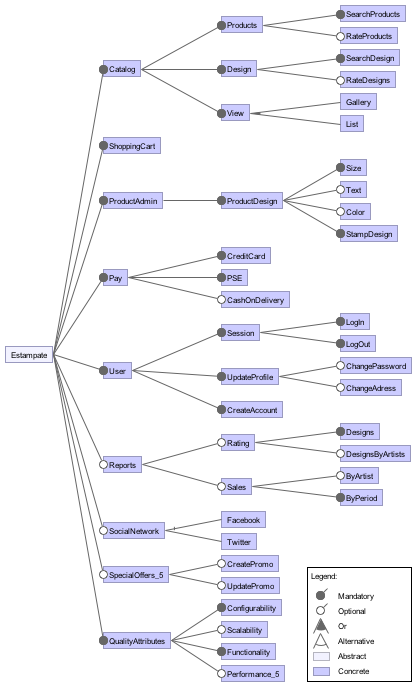 Estampate
Catalog
Products
SearchProducts
RateProducts
Design
SearchDesign
RateDesigns
View
Gallery
List
ShoppingCart
ProductAdmin
ProductDesign
Size
Text
Color
StampDesign
Pay
CreditCard
PSE
CashOnDelivery
User
Session
LogIn
LogOut
UpdateProfile
ChangePassword
ChangeAdress
CreateAccount
Reports
Rating
Designs
DesignsByArtists
Sales
ByArtist
ByPeriod
SocialNetwork
Facebook
Twitter
SpecialOffers_5
CreatePromo
UpdatePromo
QualityAttributes
Configurability
Scalability
Functionality
Performance_5
Legend:
Mandatory
Optional
Or
Alternative
Abstract
Concrete